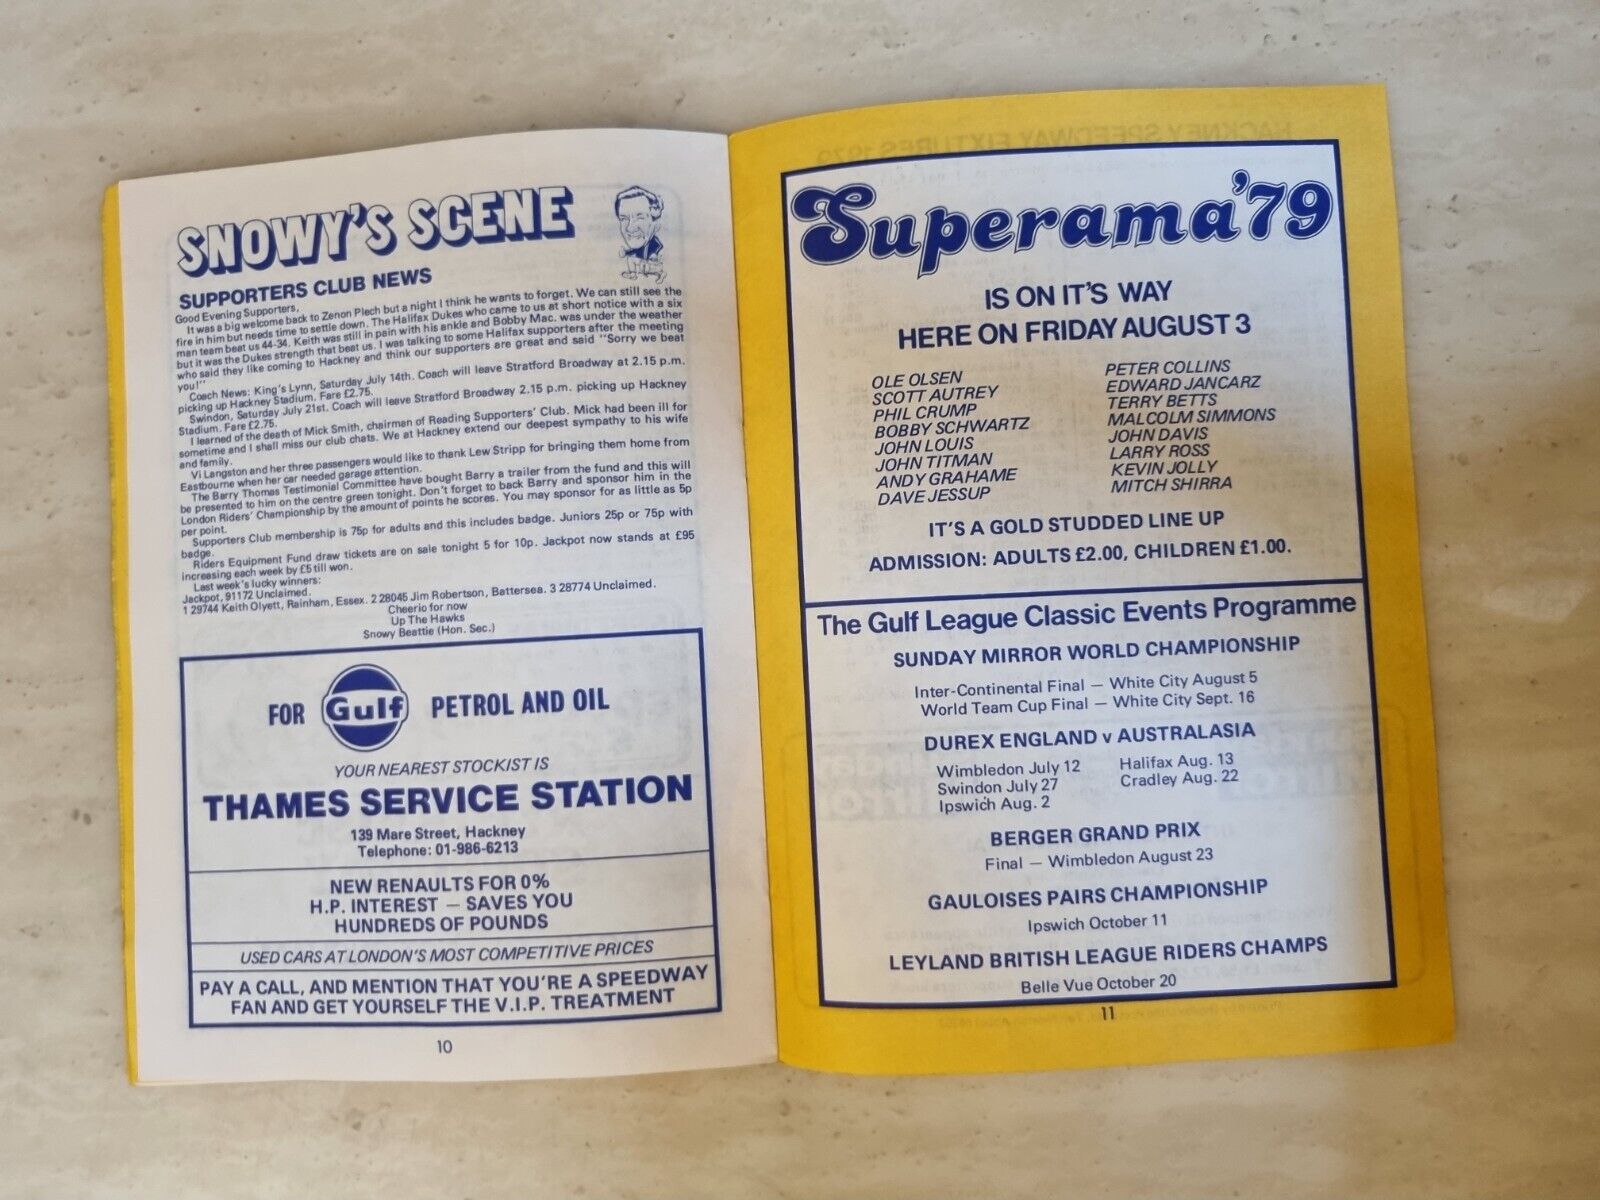 SNOWY'S SCENE
SUPPORTERS CLUB NEWS
Good Evening Supporters,
It was a big welcome back to Zenon Plech but a night I think he wants to forget. We can still see the
fire in him but needs time to settle down. The Halifax Dukes who came to us at short notice with a six
man team beat us 44-34. Keith was still in pain with his ankle and Bobby Mac. was under the weather
but it was the Dukes strength that beat us. I was talking to some Halifax supporters after the meeting
who said they like coming to Hackney and think our supporters are great and said "Sorry we beat
you!"
Coach News: King's Lynn, Saturday July 14th. Coach will leave Stratford Broadway at 2.15 p.m.
picking up Hackney Stadium. Fare £2.75.
Swindon, Saturday July 21st. Coach will leave Stratford Broadway 2.15 p.m. picking up Hackney
Stadium. Fare £2.75.
I learned of the death of Mick Smith, chairman of Reading Supporters' Club. Mick had been ill for
sometime and I shall miss our club chats. We at Hackney extend our deepest sympathy to his wife
and family.
Vi Langston and her three passengers would like to thank Lew Stripp for bringing them home from
Eastbourne when her car needed garage attention.
The Barry Thomas Testimonial Committee have bought Barry a trailer from the fund and this will
be presented to him on the centre green tonight. Don't forget to back Barry and sponsor him in the
London Riders' Championship by the amount of points he scores. You may sponsor for as little as 5p
per point.
Supporters Club membership is 75p for adults and this includes badge. Juniors 25p or 75p with
badge.
Riders Equipment Fund draw tickets are on sale tonight 5 for 10p. Jackpot now stands at £95
increasing each week by £5 till won.
Last week's lucky winners:
Jackpot, 91172 Unclaimed.
1 29744 Keith Olyett, Rainham, Essex. 2 28045 Jim Robertson, Battersea. 3 28774 Unclaimed.
Cheerio for now
Up The Hawks
Snowy Beattie (Hon. Sec.)
FOR Gulf PETROL AND OIL
YOUR NEAREST STOCKIST IS
THAMES SERVICE STATION
139 Mare Street, Hackney
Telephone: 01-986-6213
NEW RENAULTS FOR 0%
H.P. INTEREST — SAVES YOU
HUNDREDS OF POUNDS
USED CARS AT LONDON'S MOST COMPETITIVE PRICES
PAY A CALL, AND MENTION THAT YOU'RE A SPEEDWAY
FAN AND GET YOURSELF THE V.I.P. TREATMENT
10
Superama '79
IS ON IT'S WAY
HERE ON FRIDAY AUGUST 3
OLE OLSEN
SCOTT AUTREY
PHIL CRUMP
BOBBY SCHWARTZ
JOHN LOUIS
JOHN TITMAN
ANDY GRAHAME
DAVE JESSUP
PETER COLLINS
EDWARD JANCARZ
TERRY BETTS
MALCOLM SIMMONS
JOHN DAVIS
LARRY ROSS
KEVIN JOLLY
MITCH SHIRRA
IT'S A GOLD STUDDED LINE UP
ADMISSION: ADULTS £2.00, CHILDREN £1.00.
The Gulf League Classic Events Programme
SUNDAY MIRROR WORLD CHAMPIONSHIP
Inter-Continental Final — White City August 5
World Team Cup Final — White City Sept. 16
DUREX ENGLAND v AUSTRALASIA
Wimbledon July 12
Swindon July 27
Ipswich Aug. 2
Halifax Aug. 13
Cradley Aug. 22
BERGER GRAND PRIX
Final — Wimbledon August 23
GAULOISES PAIRS CHAMPIONSHIP
Ipswich October 11
LEYLAND BRITISH LEAGUE RIDERS CHAMPS
Belle Vue October 20
11